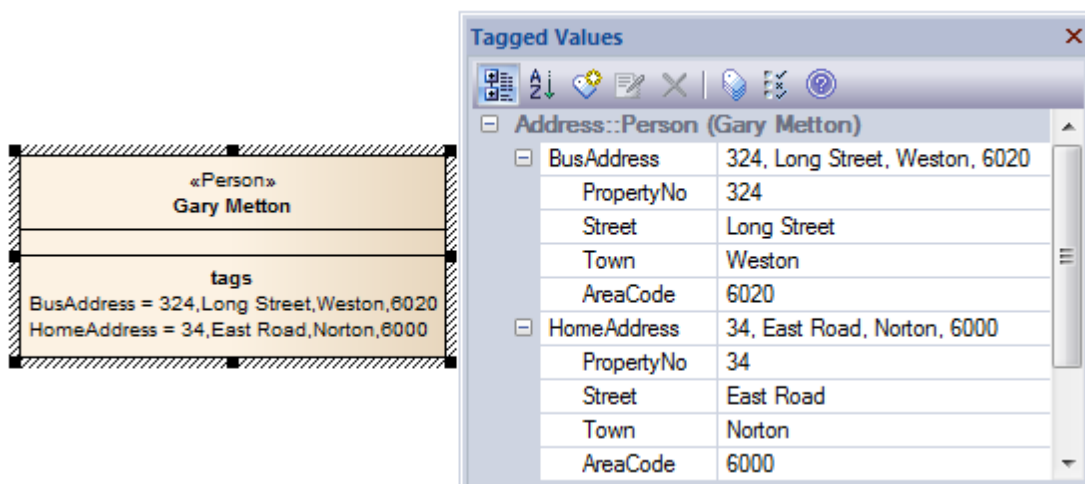 «Person»
Gary Metton
tags
BusAddress = 324,Long Street,Weston,6020
HomeAddress = 34,East Road,Norton,6000
Tagged Values
Address::Person (Gary Metton)
BusAddress 324, Long Street, Weston, 6020
PropertyNo 324
Street Long Street
Town Weston
AreaCode 6020
HomeAddress 34, East Road, Norton, 6000
PropertyNo 34
Street East Road
Town Norton
AreaCode 6000